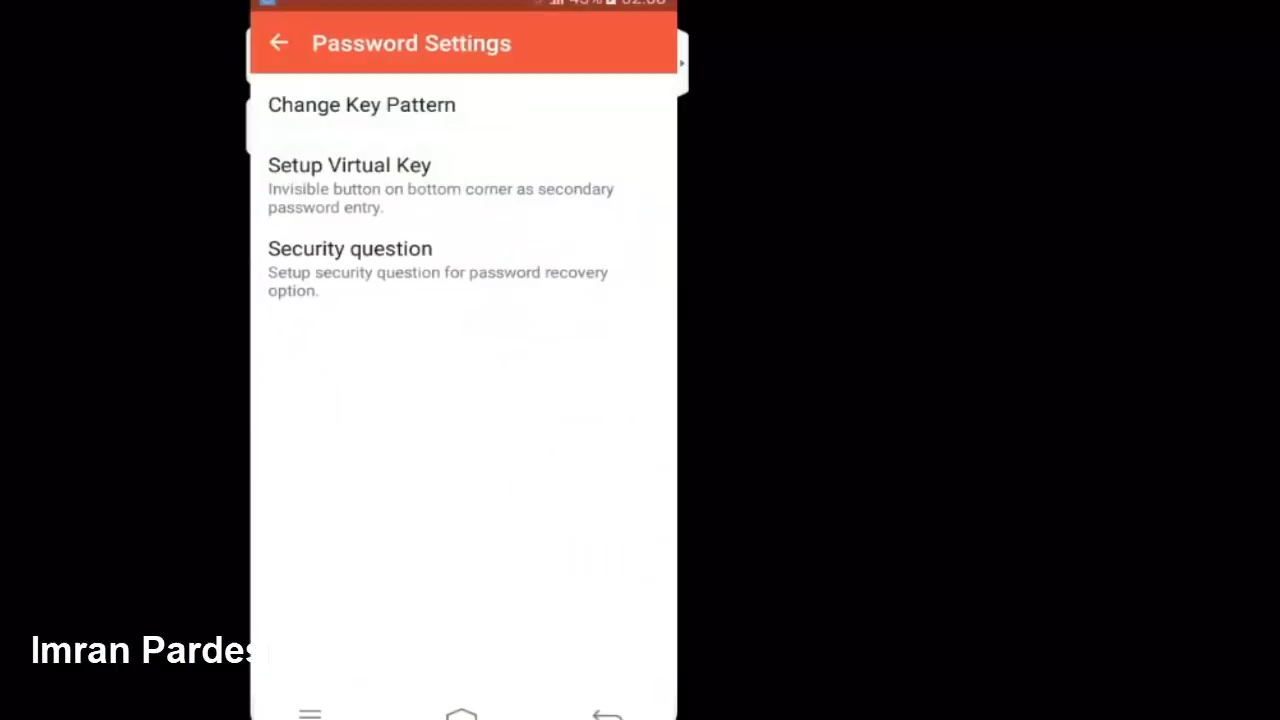 Password Settings
Change Key Pattern
Setup Virtual Key
Invisible button on bottom corner as secondary
password entry.
Security question
Setup security question for password recovery
option.
Imran Pardes